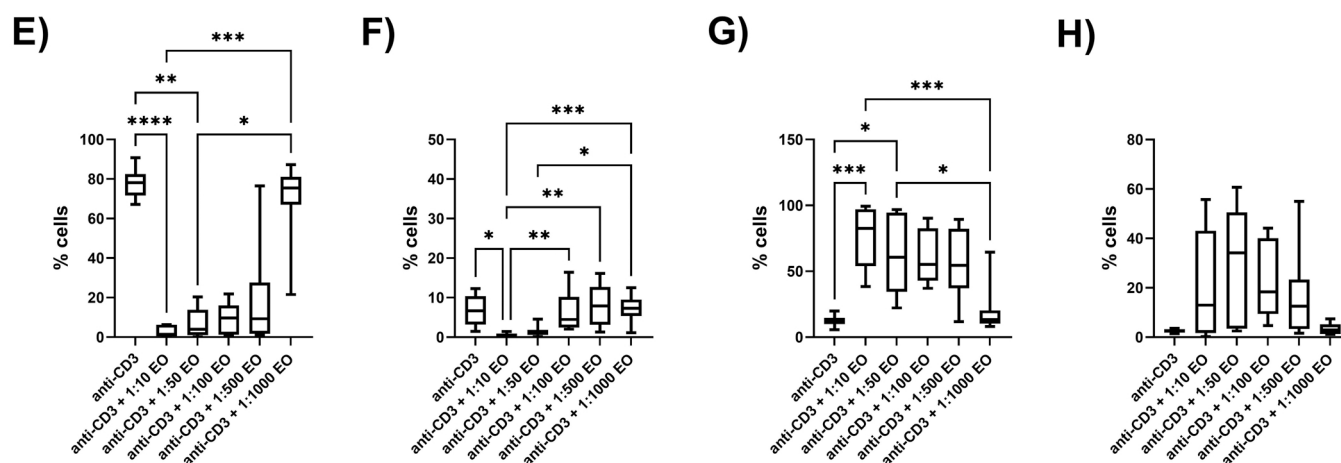 E)
***
**
****
*
% cells
100
80
60
40
20
0
anti-CD3
anti-CD3 + 1:10 EO
anti-CD3 + 1:50 EO
anti-CD3 + 1:100 EO
anti-CD3 + 1:500 EO
anti-CD3 + 1:1000 EO
F)
***
*
**
*
**
% cells
50
40
30
20
10
0
anti-CD3
anti-CD3 + 1:10 EO
anti-CD3 + 1:50 EO
anti-CD3 + 1:100 EO
anti-CD3 + 1:500 EO
anti-CD3 + 1:1000 EO
G)
***
*
***
*
% cells
150
100
50
0
anti-CD3
anti-CD3 + 1:10 EO
anti-CD3 + 1:50 EO
anti-CD3 + 1:100 EO
anti-CD3 + 1:500 EO
anti-CD3 + 1:1000 EO
H)
% cells
80
60
40
20
0
anti-CD3
anti-CD3 + 1:10 EO
anti-CD3 + 1:50 EO
anti-CD3 + 1:100 EO
anti-CD3 + 1:500 EO
anti-CD3 + 1:1000 EO